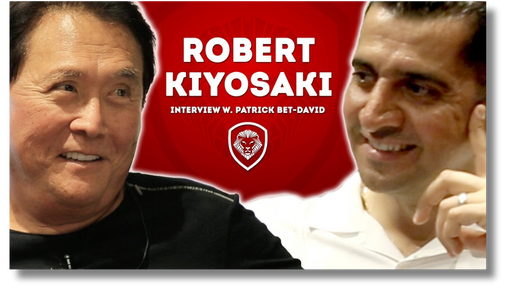 ROBERT
KIYOSAKI
INTERVIEW W. PATRICK BET-DAVID